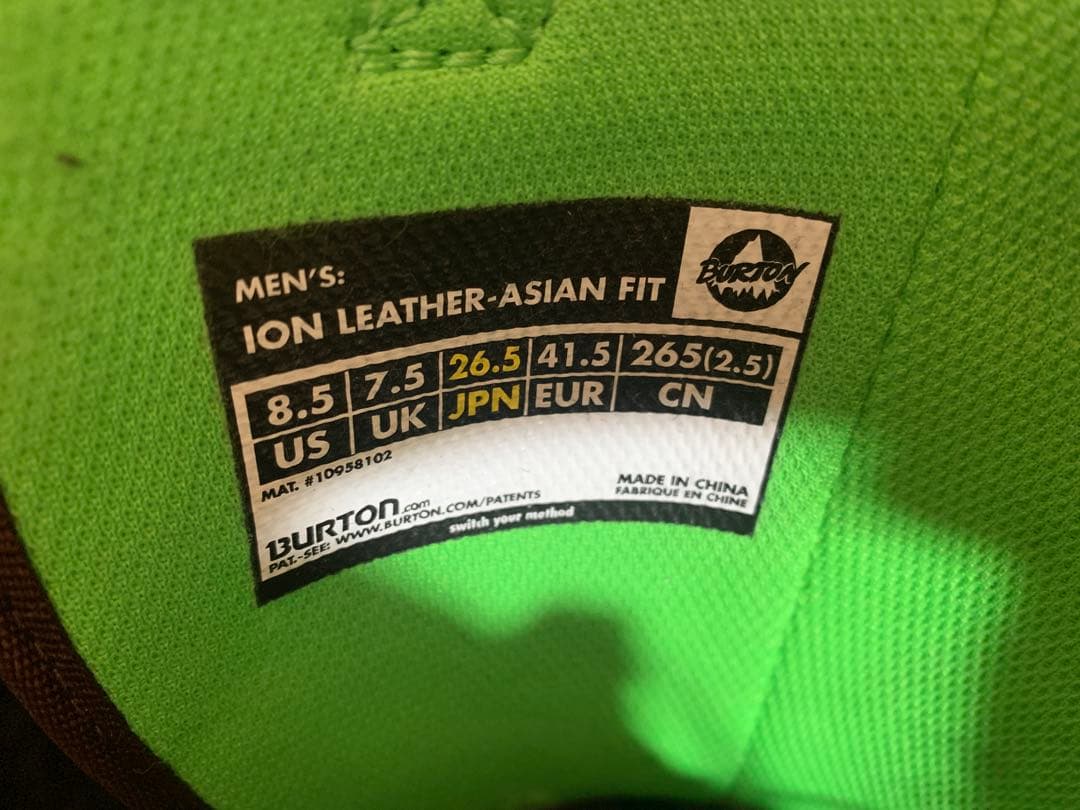 BURTON
MEN'S:
ION LEATHER-ASIAN FIT
8.5 7.5 26.5 41.5 265(2.5)
US UK JPN EUR CN
MAT. #10958102
MADE IN CHINA
FABRIQUE EN CHINE
BURTON.com
PAT.-SEE: WWW.BURTON.COM/PATENTS
switch your method